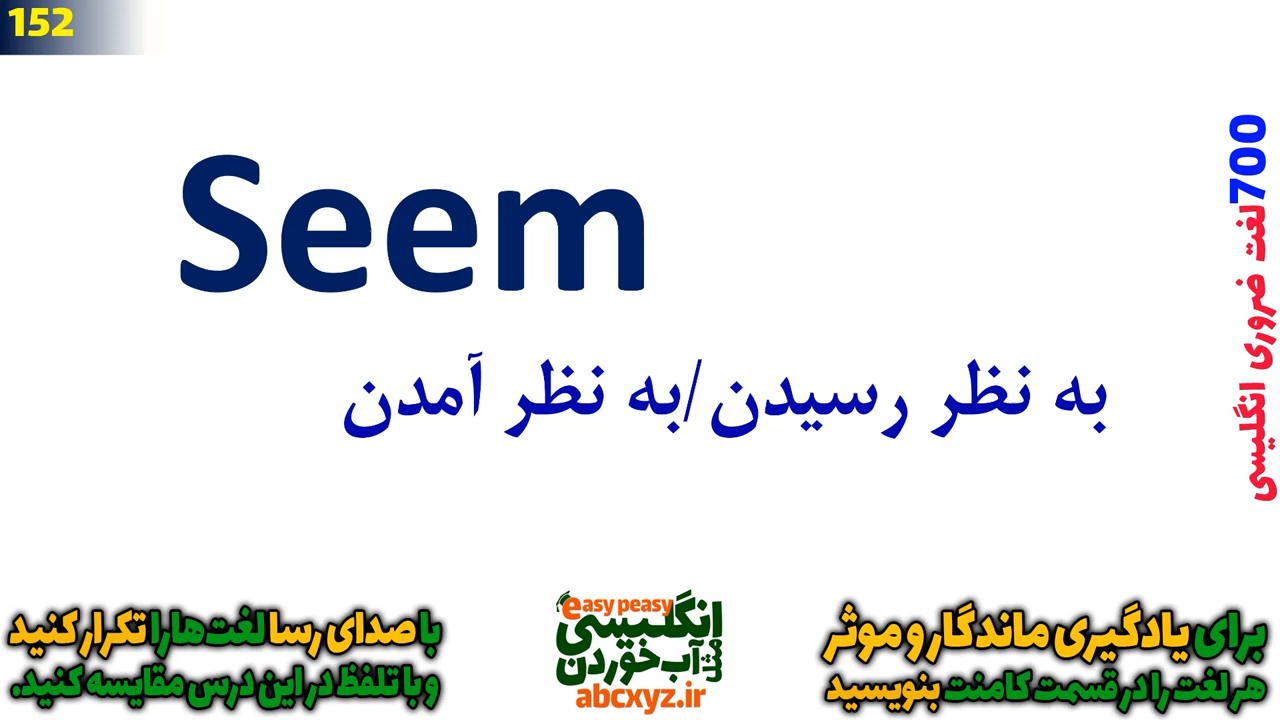 152
Seem
به نظر رسیدن/به نظر آمدن
700 لغت ضروری انگلیسی
برای یادگیری ماندگار و موثر
هر لغت را در قسمت کامنت بنویسید
easy peasy
انگلیسی
مثل آب خوردن
abcxyz.ir
با صدای رسا لغت‌ها را تکرار کنید
و با تلفظ در این درس مقایسه کنید.